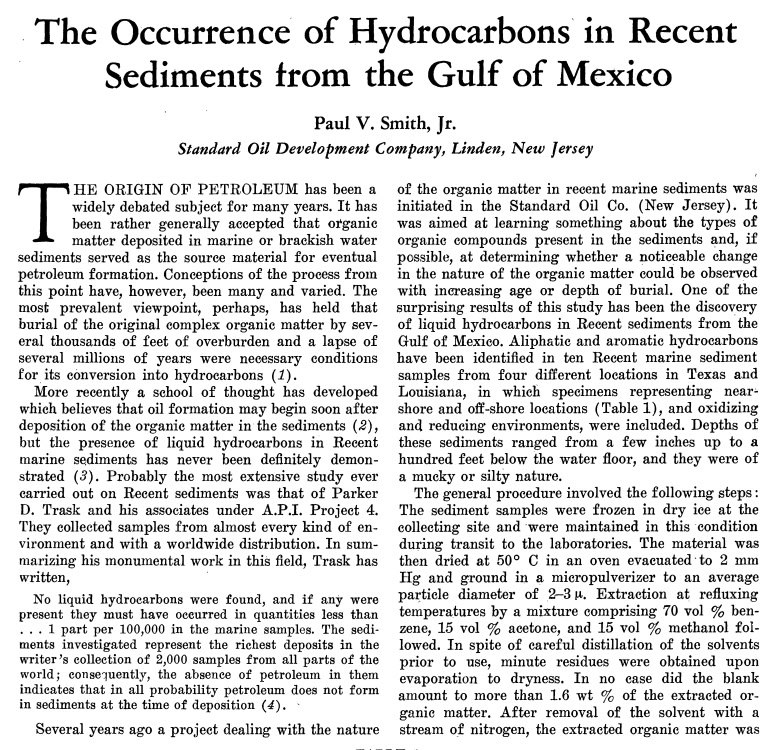 The Occurrence of Hydrocarbons in Recent
Sediments from the Gulf of Mexico
Paul V. Smith, Jr.
Standard Oil Development Company, Linden, New Jersey
THE ORIGIN OF PETROLEUM has been a
widely debated subject for many years. It has
been rather generally accepted that organic
matter deposited in marine or brackish water
sediments served as the source material for eventual
petroleum formation. Conceptions of the process from
this point have, however, been many and varied. The
most prevalent viewpoint, perhaps, has held that
burial of the original complex organic matter by sev-
eral thousands of feet of overburden and a lapse of
several millions of years were necessary conditions
for its conversion into hydrocarbons (1).
More recently a school of thought has developed
which believes that oil formation may begin soon after
deposition of the organic matter in the sediments (2),
but the presence of liquid hydrocarbons in Recent
marine sediments has never been definitely demon-
strated (3). Probably the most extensive study ever
carried out on Recent sediments was that of Parker
D. Trask and his associates under A.P.I. Project 4.
They collected samples from almost every kind of en-
vironment and with a worldwide distribution. In sum-
marizing his monumental work in this field, Trask has
written,
No liquid hydrocarbons were found, and if any were
present they must have occurred in quantities less than
. . . 1 part per 100,000 in the marine samples. The sedi-
ments investigated represent the richest deposits in the
writer's collection of 2,000 samples from all parts of the
world; consequently, the absence of petroleum in them
indicates that in all probability petroleum does not form
in sediments at the time of deposition (4).
Several years ago a project dealing with the nature
of the organic matter in recent marine sediments was
initiated in the Standard Oil Co. (New Jersey). It
was aimed at learning something about the types of
organic compounds present in the sediments and, if
possible, at determining whether a noticeable change
in the nature of the organic matter could be observed
with increasing age or depth of burial. One of the
surprising results of this study has been the discovery
of liquid hydrocarbons in Recent sediments from the
Gulf of Mexico. Aliphatic and aromatic hydrocarbons
have been identified in ten Recent marine sediment
samples from four different locations in Texas and
Louisiana, in which specimens representing near-
shore and off-shore locations (Table 1), and oxidizing
and reducing environments, were included. Depths of
these sediments ranged from a few inches up to a
hundred feet below the water floor, and they were of
a mucky or silty nature.
The general procedure involved the following steps:
The sediment samples were frozen in dry ice at the
collecting site and were maintained in this condition
during transit to the laboratories. The material was
then dried at 50° C in an oven evacuated to 2 mm
Hg and ground in a micropulverizer to an average
particle diameter of 2–3 μ. Extraction at refluxing
temperatures by a mixture comprising 70 vol % ben-
zene, 15 vol % acetone, and 15 vol % methanol fol-
lowed. In spite of careful distillation of the solvents
prior to use, minute residues were obtained upon
evaporation to dryness. In no case did the blank
amount to more than 1.6 wt % of the extracted or-
ganic matter. After removal of the solvent with a
stream of nitrogen, the extracted organic matter was